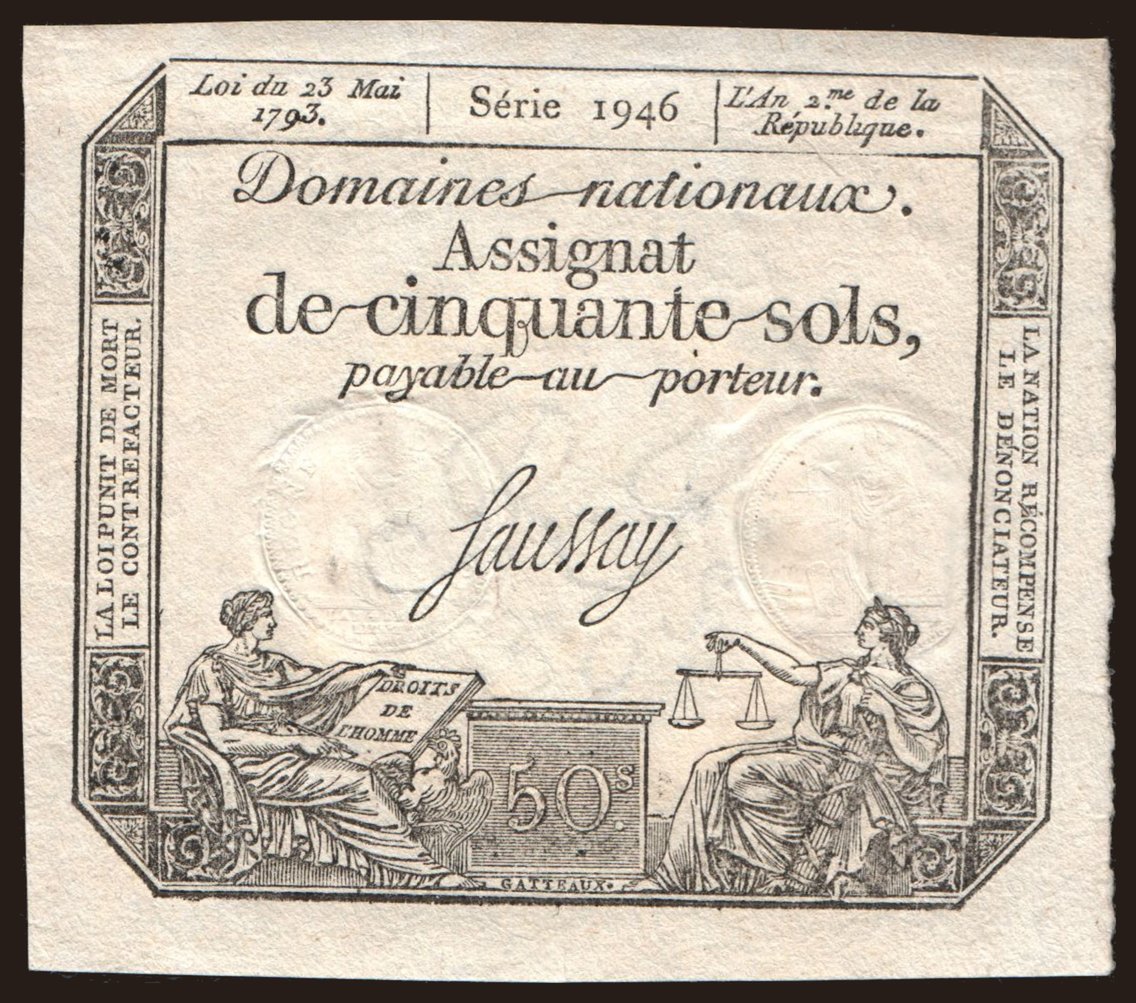 Loi du 23 Mai
1793.
Série 1946
L'An 2.me de la
République.
Domaines nationaux.
Assignat
de cinquante sols,
payable au porteur.
LA LOI PUNIT DE MORT
LE CONTREFACTEUR.
LA NATION RÉCOMPENSE
LE DÉNONCIATEUR.
Saussay
DROITS
DE
L'HOMME
50s.
GATTEAUX.